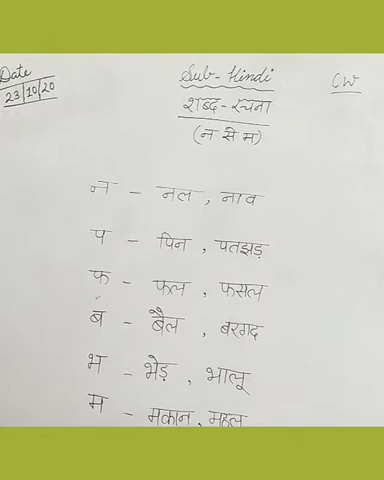 Date
23/10/20
Sub-Hindi
CW
शब्द-रचना
(न से म)
न - नल, नाव
प - पिन, पतझड़
फ - फल, फसल
ब - बैल, बरगद
भ - भेड़, भालू
म - मकान, महल